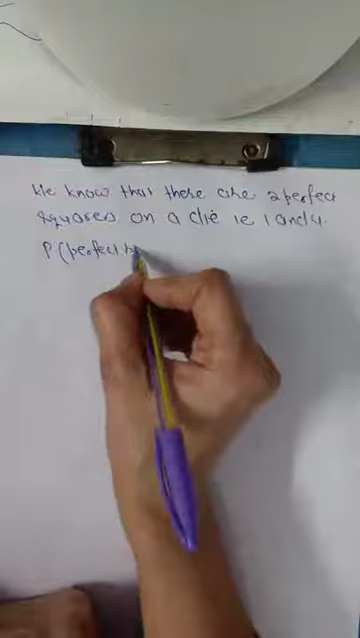 We know that there are 2 perfect
squares on a die ie 1 and 4.
P (perfect